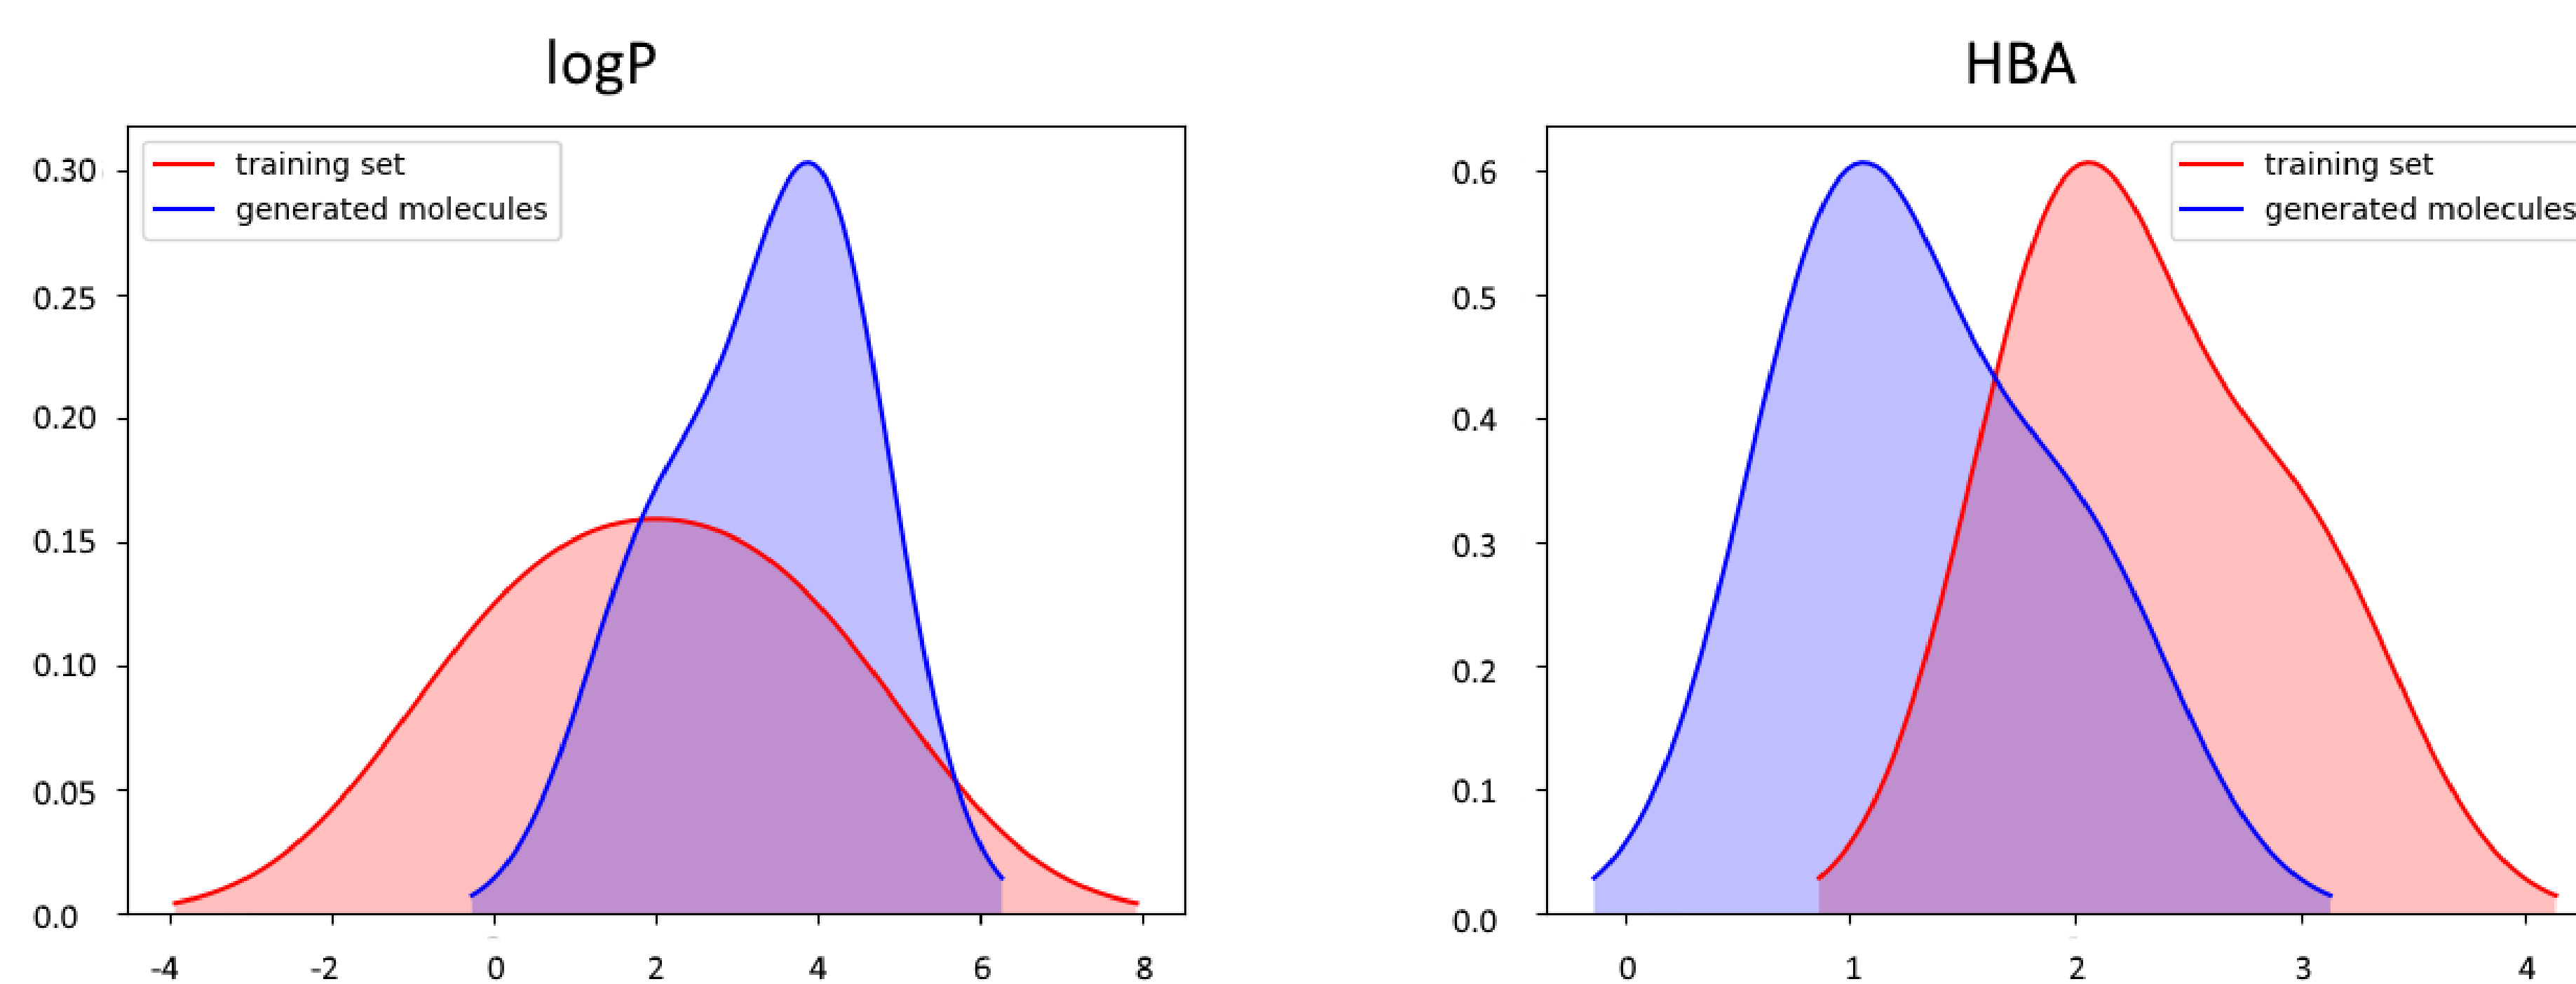 logP
training set
generated molecules
0.30
0.25
0.20
0.15
0.10
0.05
0.0
-4 -2 0 2 4 6 8
HBA
training set
generated molecules
0.6
0.5
0.4
0.3
0.2
0.1
0.0
0 1 2 3 4